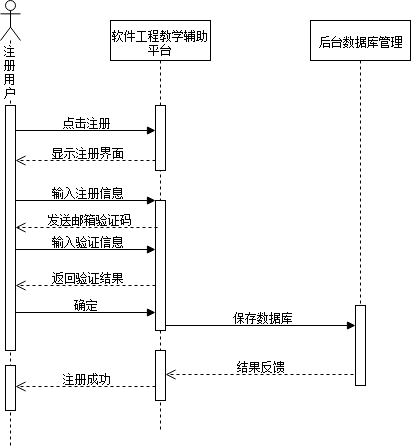 注册用户
软件工程教学辅助
平台
后台数据库管理
点击注册
显示注册界面
输入注册信息
发送邮箱验证码
输入验证信息
返回验证结果
确定
保存数据库
结果反馈
注册成功